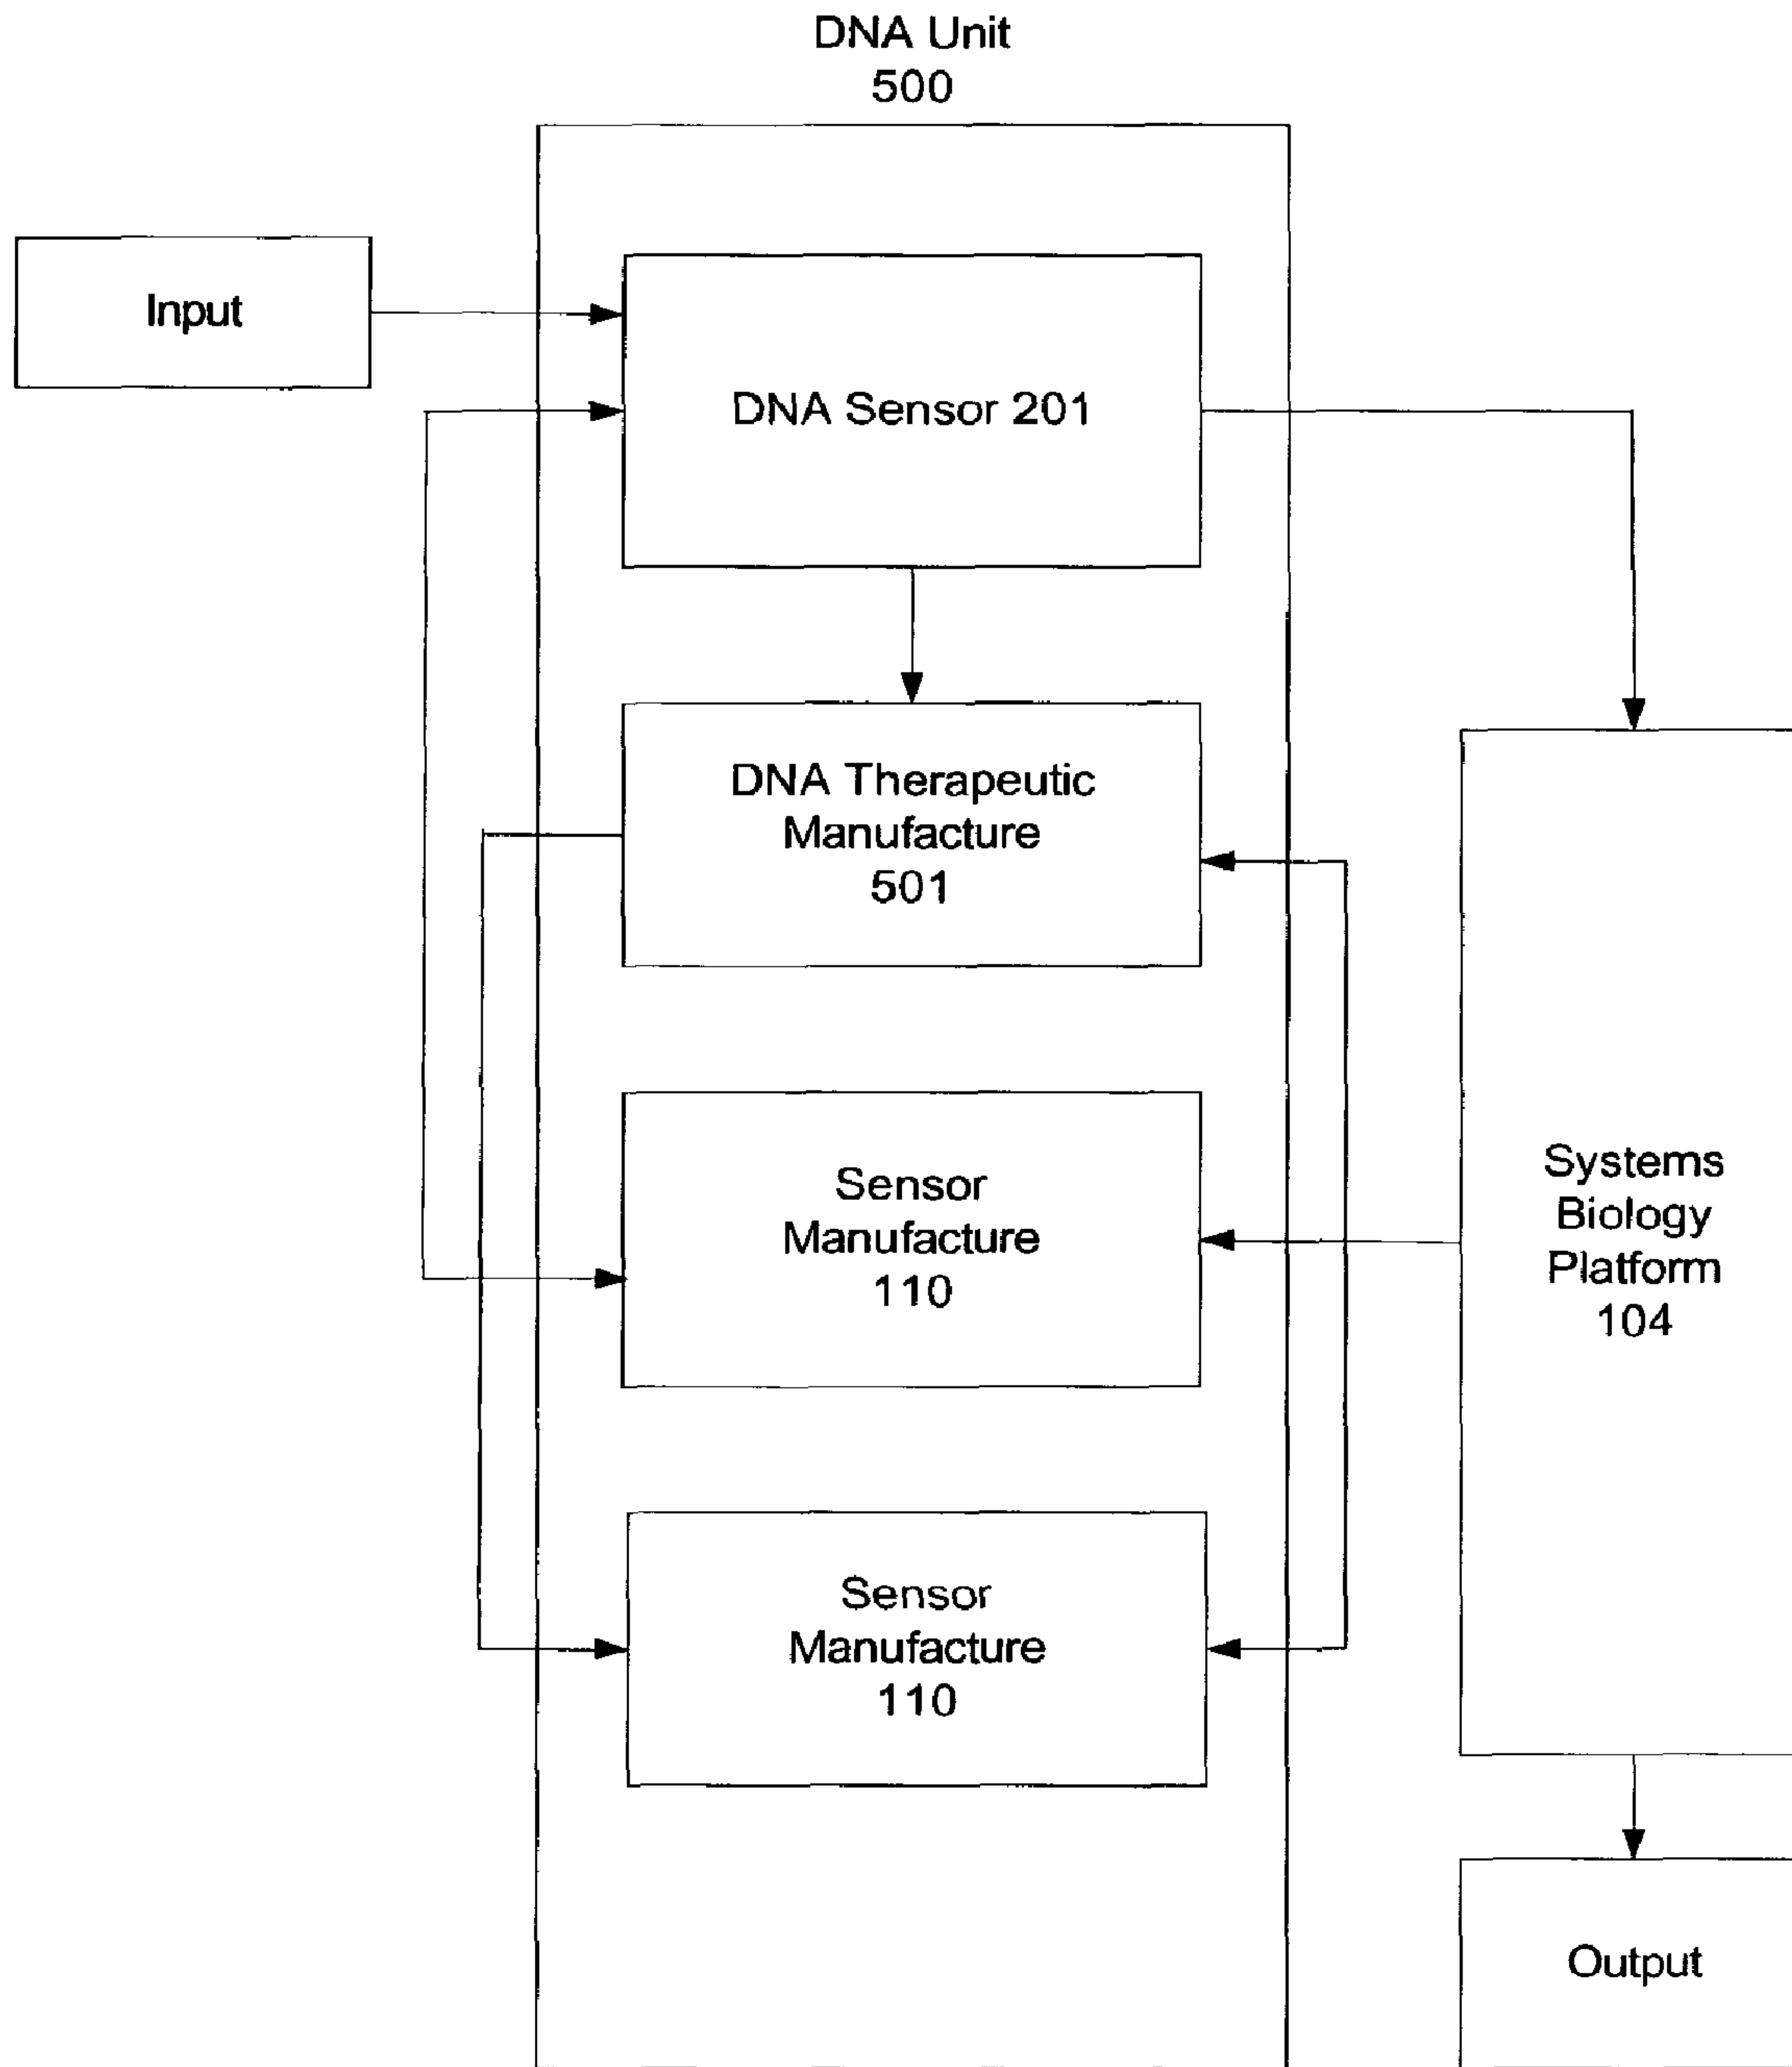 DNA Unit
500
Input
DNA Sensor 201
DNA Therapeutic
Manufacture
501
Sensor
Manufacture
110
Systems
Biology
Platform
104
Sensor
Manufacture
110
Output